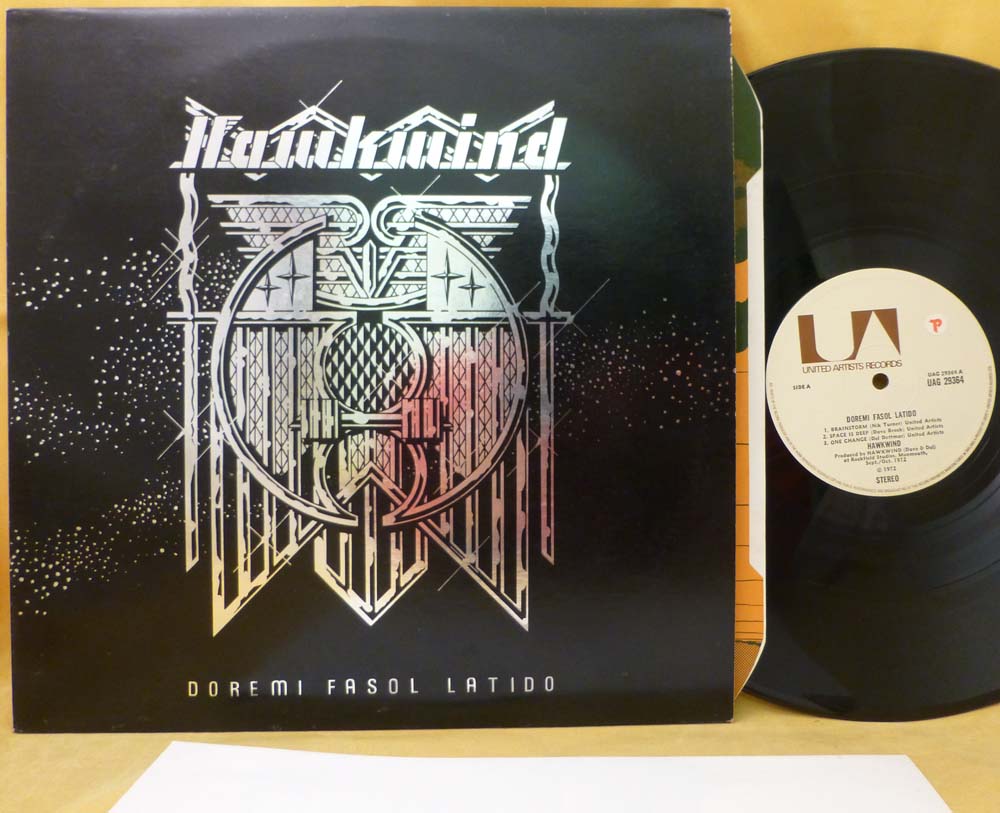 Hawkwind
DOREMI FASOL LATIDO
UA
UNITED ARTISTS RECORDS
P
SIDE A
UAG 29364 A
UAG 29364
DOREMI FASOL LATIDO
1. BRAINSTORM (Nik Turner) United Artists
2. SPACE IS DEEP (Dave Brock) United Artists
3. ONE CHANGE (Del Dettmar) United Artists
HAWKWIND
Produced by HAWKWIND (Dave & Del)
at Rockfield Studios, Monmouth,
Sept./Oct. 1972
© 1972
STEREO